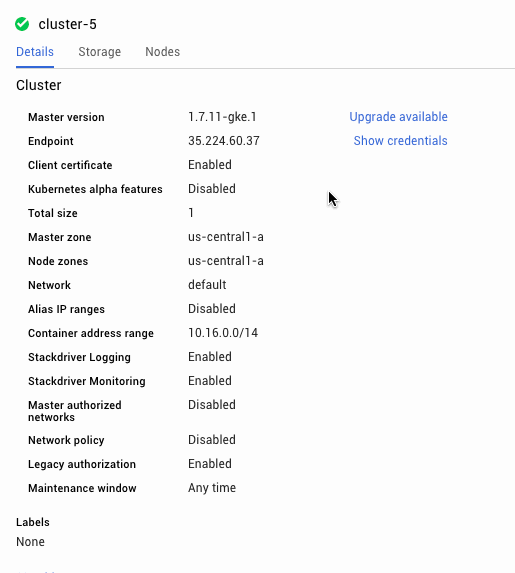 cluster-5
Details Storage Nodes
Cluster
Master version 1.7.11-gke.1 Upgrade available
Endpoint 35.224.60.37 Show credentials
Client certificate Enabled
Kubernetes alpha features Disabled
Total size 1
Master zone us-central1-a
Node zones us-central1-a
Network default
Alias IP ranges Disabled
Container address range 10.16.0.0/14
Stackdriver Logging Enabled
Stackdriver Monitoring Enabled
Master authorized Disabled
networks
Network policy Disabled
Legacy authorization Enabled
Maintenance window Any time
Labels
None